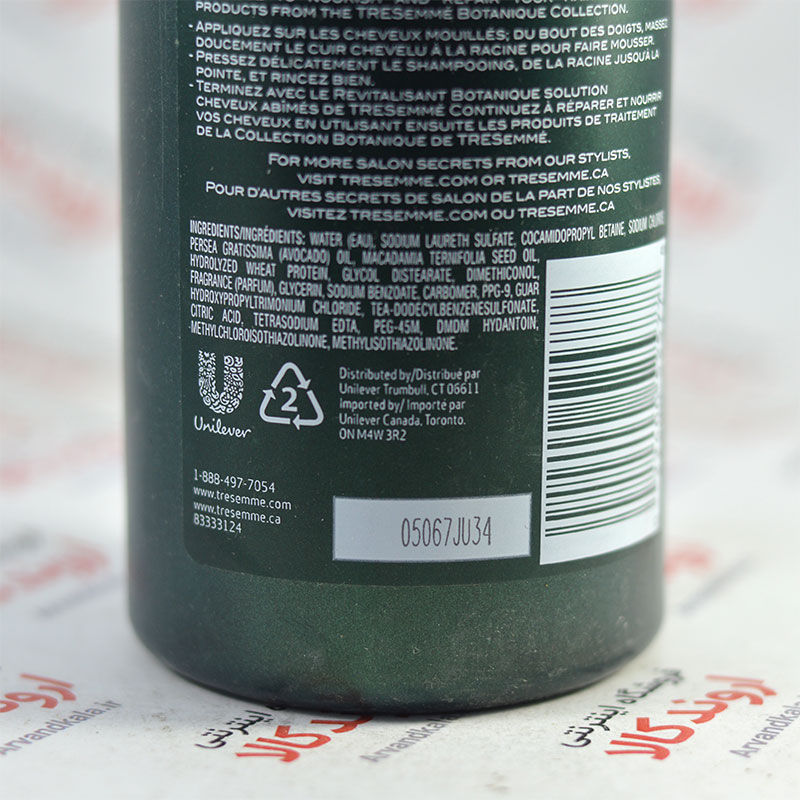 PRODUCTS FROM THE TRESEMMÉ BOTANIQUE COLLECTION.
- APPLIQUEZ SUR LES CHEVEUX MOUILLÉS; DU BOUT DES DOIGTS, MASSEZ
DOUCEMENT LE CUIR CHEVELU À LA RACINE POUR FAIRE MOUSSER.
- PRESSEZ DÉLICATEMENT LE SHAMPOOING, DE LA RACINE JUSQU'À LA
POINTE, ET RINCEZ BIEN.
- TERMINEZ AVEC LE REVITALISANT BOTANIQUE SOLUTION
CHEVEUX ABÎMÉS DE TRESEMMÉ CONTINUEZ À RÉPARER ET NOURRIR
VOS CHEVEUX EN UTILISANT ENSUITE LES PRODUITS DE TRAITEMENT
DE LA COLLECTION BOTANIQUE DE TRESEMMÉ.
FOR MORE SALON SECRETS FROM OUR STYLISTS,
VISIT TRESEMME.COM OR TRESEMME.CA
POUR D'AUTRES SECRETS DE SALON DE LA PART DE NOS STYLISTES,
VISITEZ TRESEMME.COM OU TRESEMME.CA
INGREDIENTS/INGRÉDIENTS: WATER (EAU), SODIUM LAURETH SULFATE, COCAMIDOPROPYL BETAINE, SODIUM CHLORIDE,
PERSEA GRATISSIMA (AVOCADO) OIL, MACADAMIA TERNIFOLIA SEED OIL,
HYDROLYZED WHEAT PROTEIN, GLYCOL DISTEARATE, DIMETHICONOL,
FRAGRANCE (PARFUM), GLYCERIN, SODIUM BENZOATE, CARBOMER, PPG-9, GUAR
HYDROXYPROPYLTRIMONIUM CHLORIDE, TEA-DODECYLBENZENESULFONATE,
CITRIC ACID, TETRASODIUM EDTA, PEG-45M, DMDM HYDANTOIN,
METHYLCHLOROISOTHIAZOLINONE, METHYLISOTHIAZOLINONE.
Unilever
2
Distributed by/Distribué par
Unilever Trumbull, CT 06611
Imported by/ Importé par
Unilever Canada, Toronto.
ON M4W 3R2
1-888-497-7054
www.tresemme.com
www.tresemme.ca
83333124
05067JU34
فروشگاه اینترنتی
اروند کالا
Arvandkala.ir
فروشگاه اینترنتی
اروند کالا
Arvandkala.ir